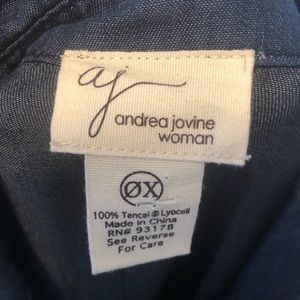 aj
andrea jovine
woman
0X
100% Tencel ® Lyocell
Made in China
RN# 93178
See Reverse
For Care